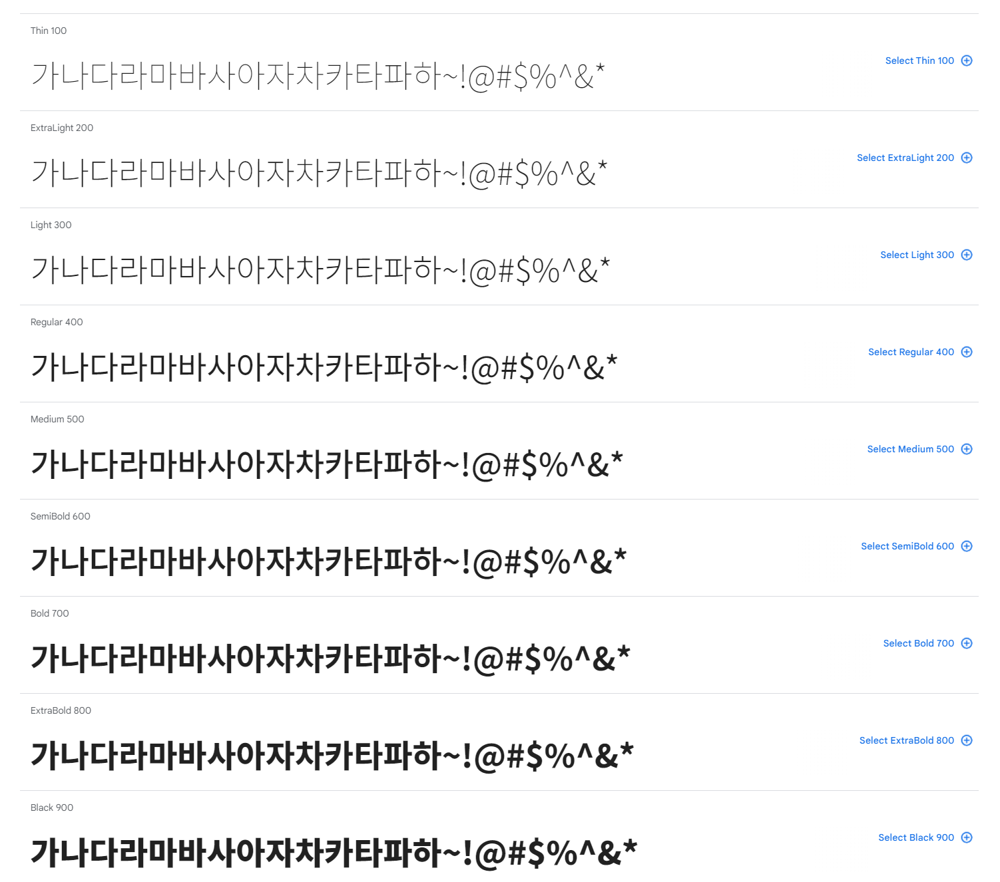 Thin 100
가나다라마바사아자차카타파하~!@#$%^&*
Select Thin 100
ExtraLight 200
가나다라마바사아자차카타파하~!@#$%^&*
Select ExtraLight 200
Light 300
가나다라마바사아자차카타파하~!@#$%^&*
Select Light 300
Regular 400
가나다라마바사아자차카타파하~!@#$%^&*
Select Regular 400
Medium 500
가나다라마바사아자차카타파하~!@#$%^&*
Select Medium 500
SemiBold 600
가나다라마바사아자차카타파하~!@#$%^&*
Select SemiBold 600
Bold 700
가나다라마바사아자차카타파하~!@#$%^&*
Select Bold 700
ExtraBold 800
가나다라마바사아자차카타파하~!@#$%^&*
Select ExtraBold 800
Black 900
가나다라마바사아자차카타파하~!@#$%^&*
Select Black 900